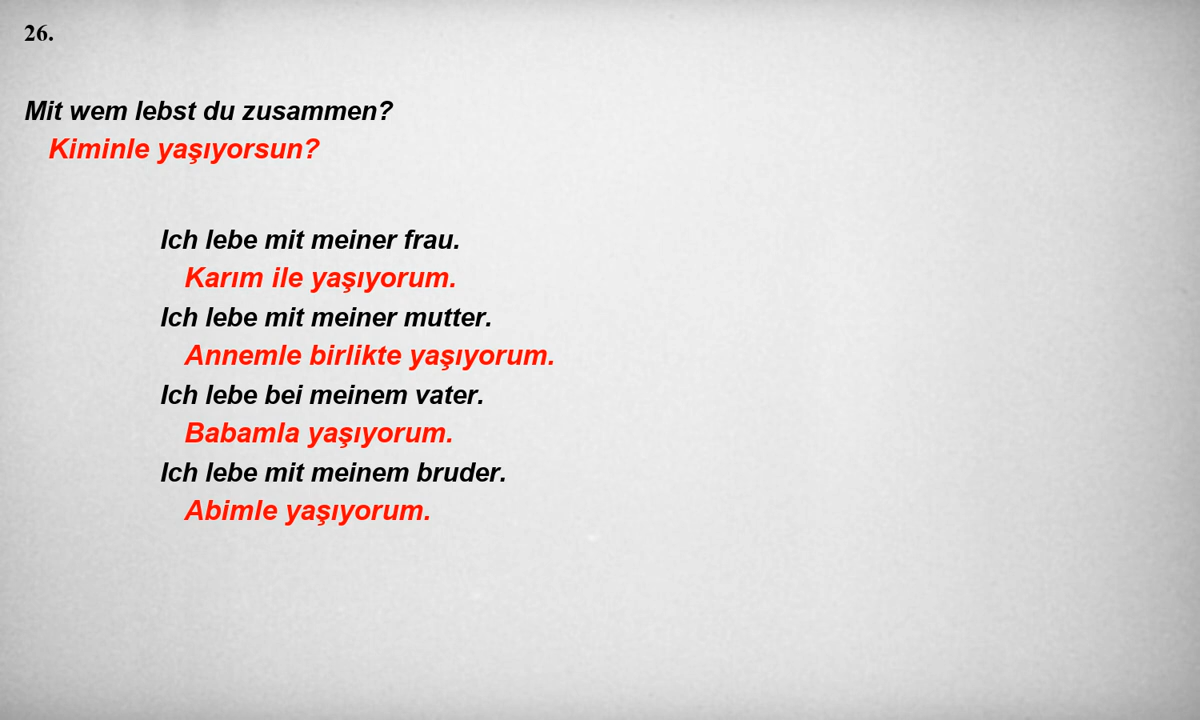 26.
Mit wem lebst du zusammen?
Kiminle yaşıyorsun?
Ich lebe mit meiner frau.
Karım ile yaşıyorum.
Ich lebe mit meiner mutter.
Annemle birlikte yaşıyorum.
Ich lebe bei meinem vater.
Babamla yaşıyorum.
Ich lebe mit meinem bruder.
Abimle yaşıyorum.